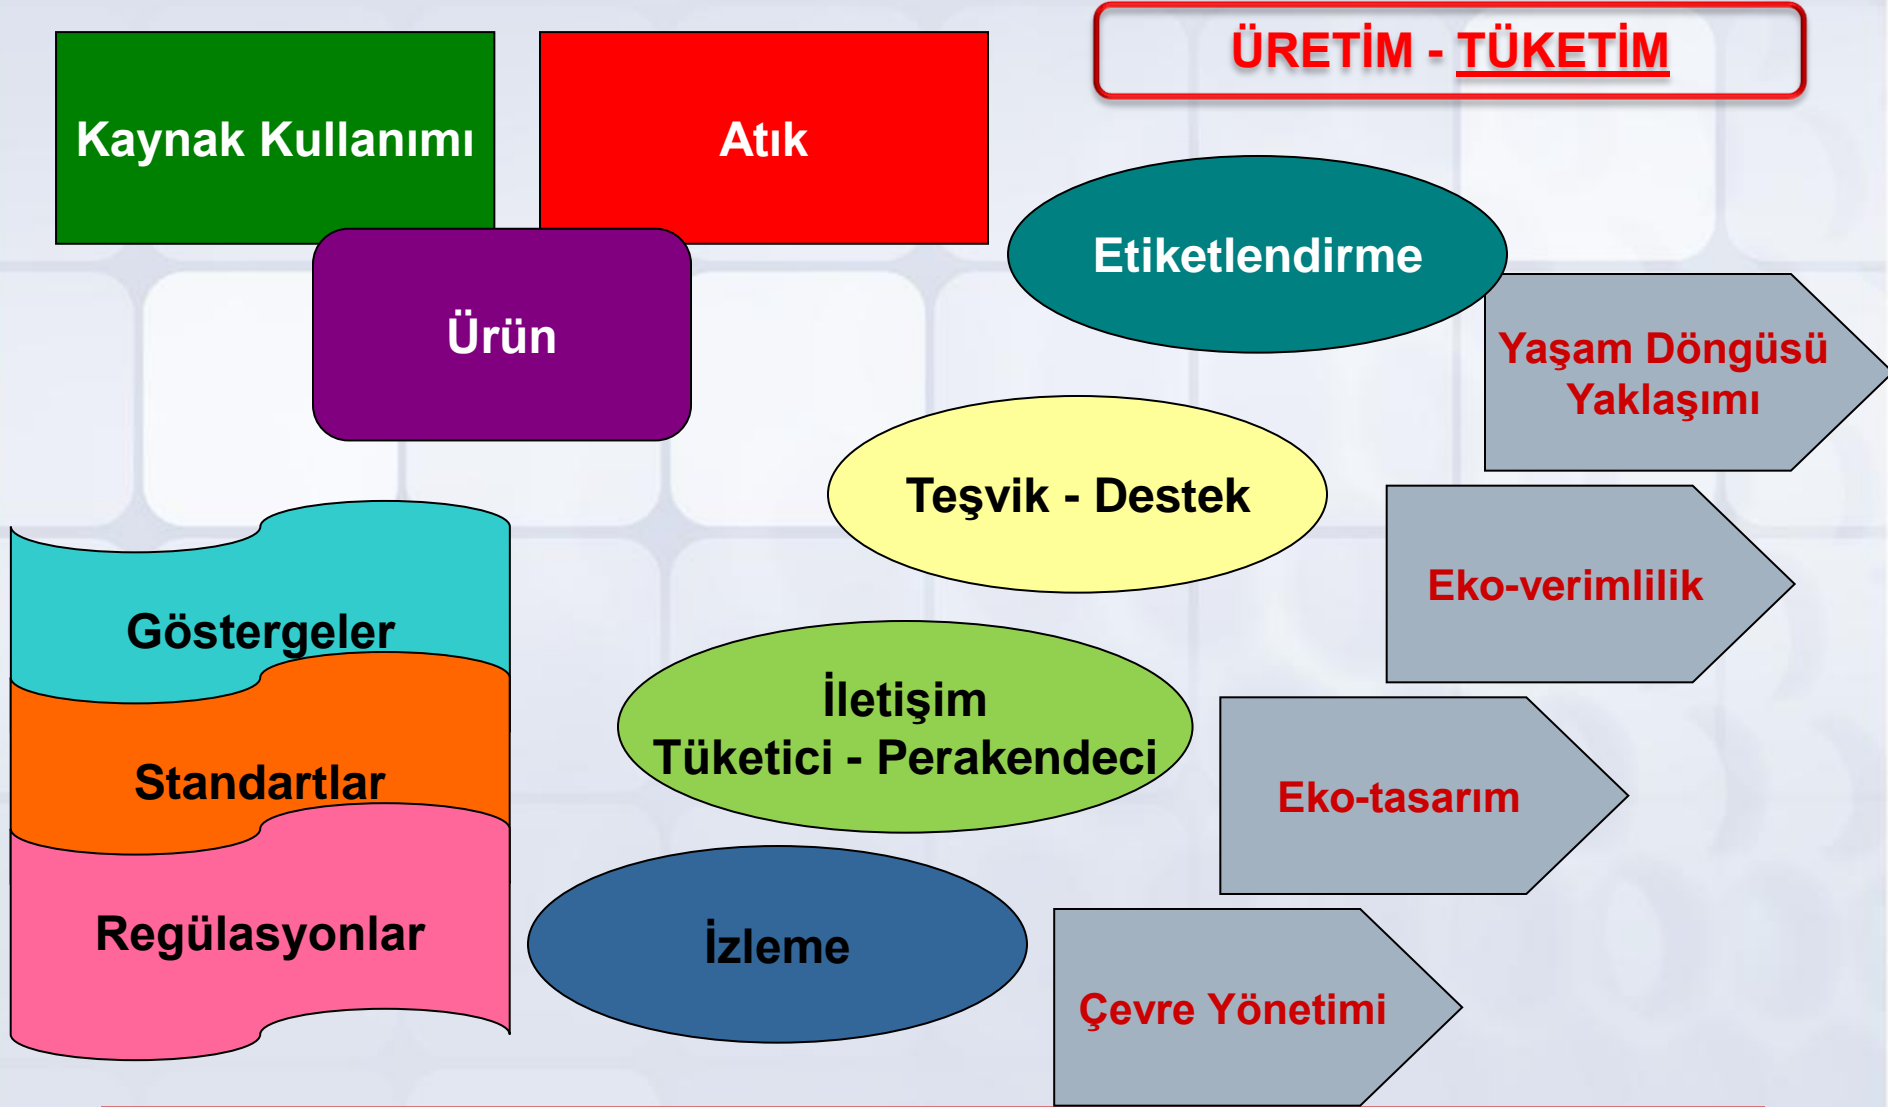 ÜRETİM - TÜKETİM
Kaynak Kullanımı
Atık
Ürün
Etiketlendirme
Yaşam Döngüsü
Yaklaşımı
Teşvik - Destek
Eko-verimlilik
Göstergeler
İletişim
Tüketici - Perakendeci
Standartlar
Eko-tasarım
Regülasyonlar
İzleme
Çevre Yönetimi